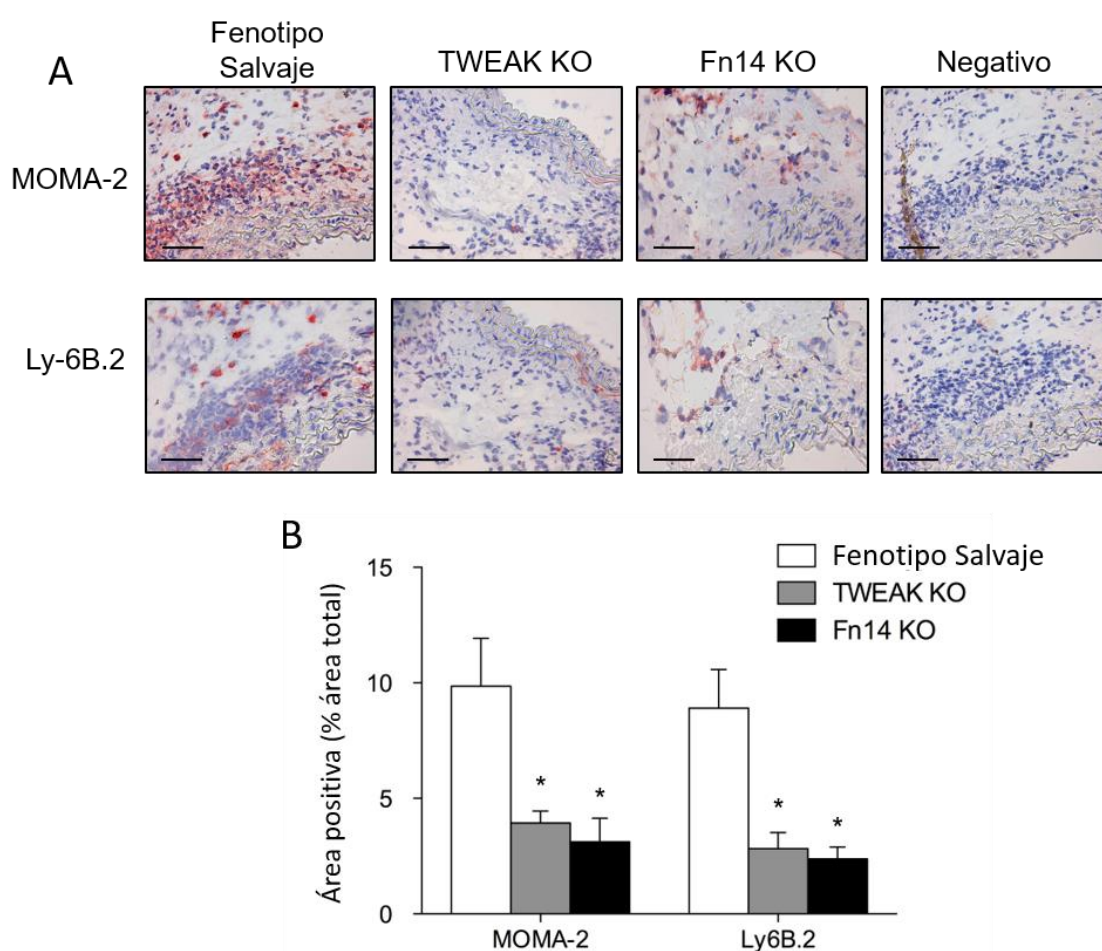 A
Fenotipo
Salvaje
TWEAK KO
Fn14 KO
Negativo
MOMA-2
Ly-6B.2
B
Fenotipo Salvaje
TWEAK KO
Fn14 KO
Área positiva (% área total)
15
10
5
0
*
*
*
*
MOMA-2
Ly6B.2